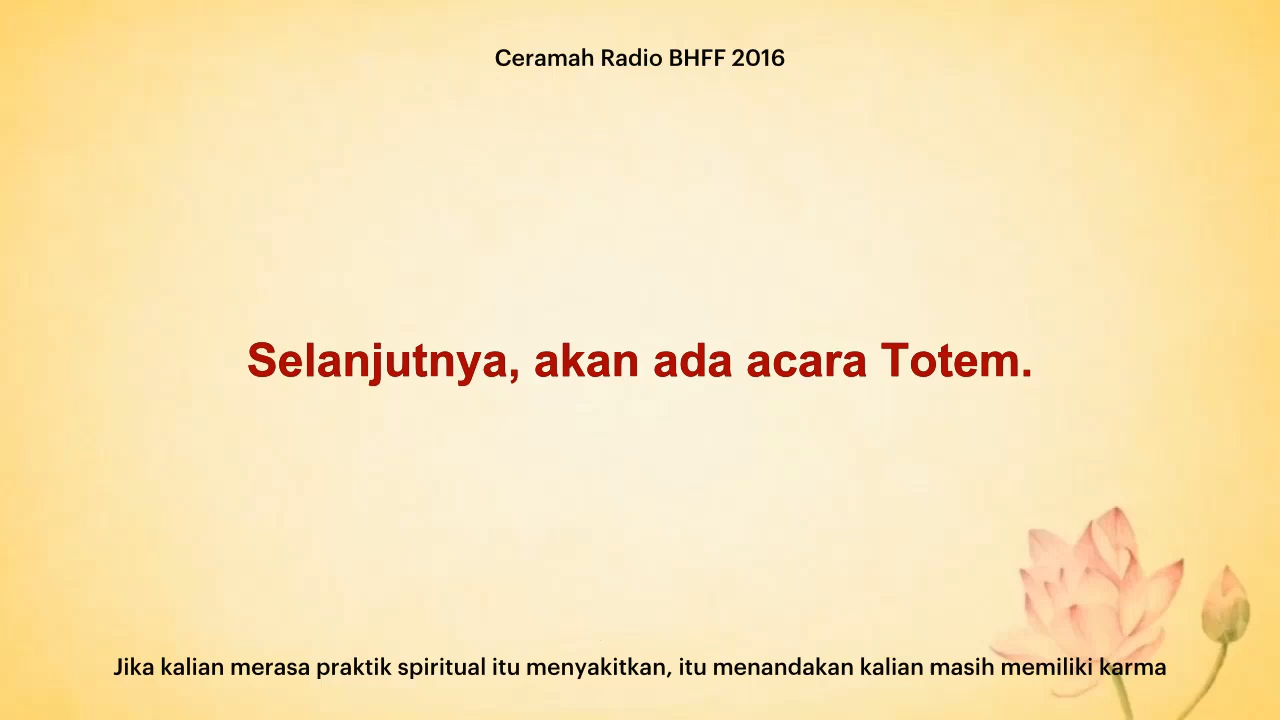 Ceramah Radio BHFF 2016
Selanjutnya, akan ada acara Totem.
Jika kalian merasa praktik spiritual itu menyakitkan, itu menandakan kalian masih memiliki karma